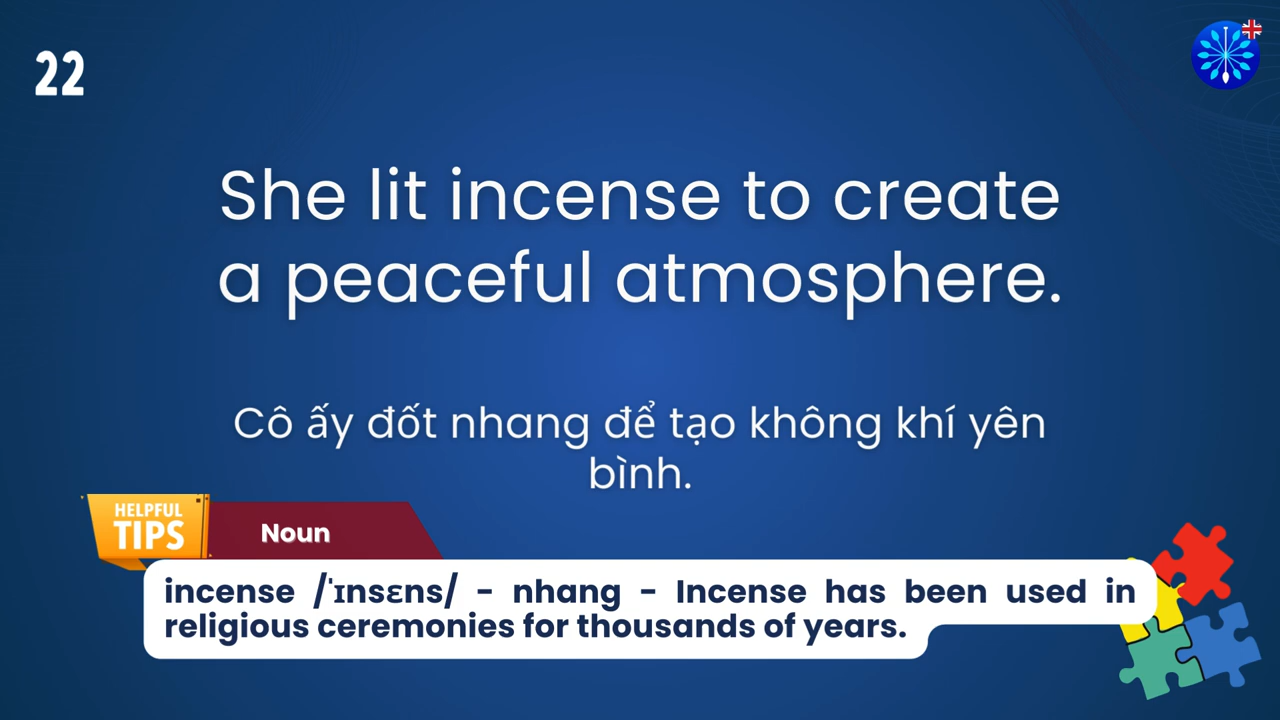 22
She lit incense to create
a peaceful atmosphere.
Cô ấy đốt nhang để tạo không khí yên
bình.
HELPFUL
TIPS
Noun
incense /ˈɪnsɛns/ - nhang - Incense has been used in
religious ceremonies for thousands of years.